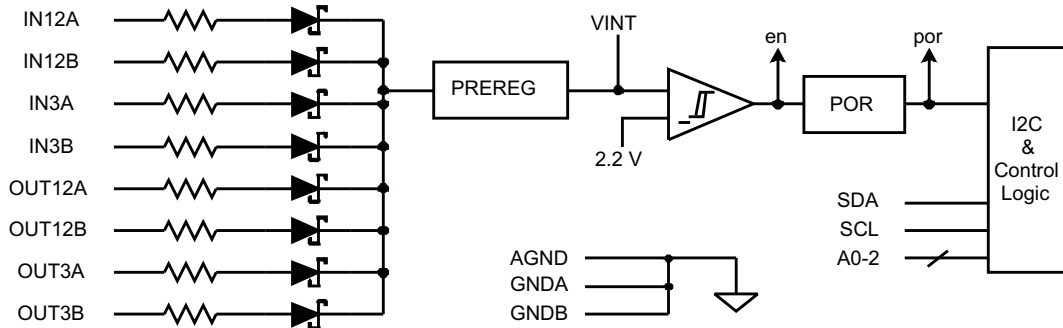 IN12A
IN12B
IN3A
IN3B
OUT12A
OUT12B
OUT3A
OUT3B
PREREG
VINT
2.2 V
en
POR
por
I2C
&
Control
Logic
SDA
SCL
A0-2
AGND
GNDA
GNDB